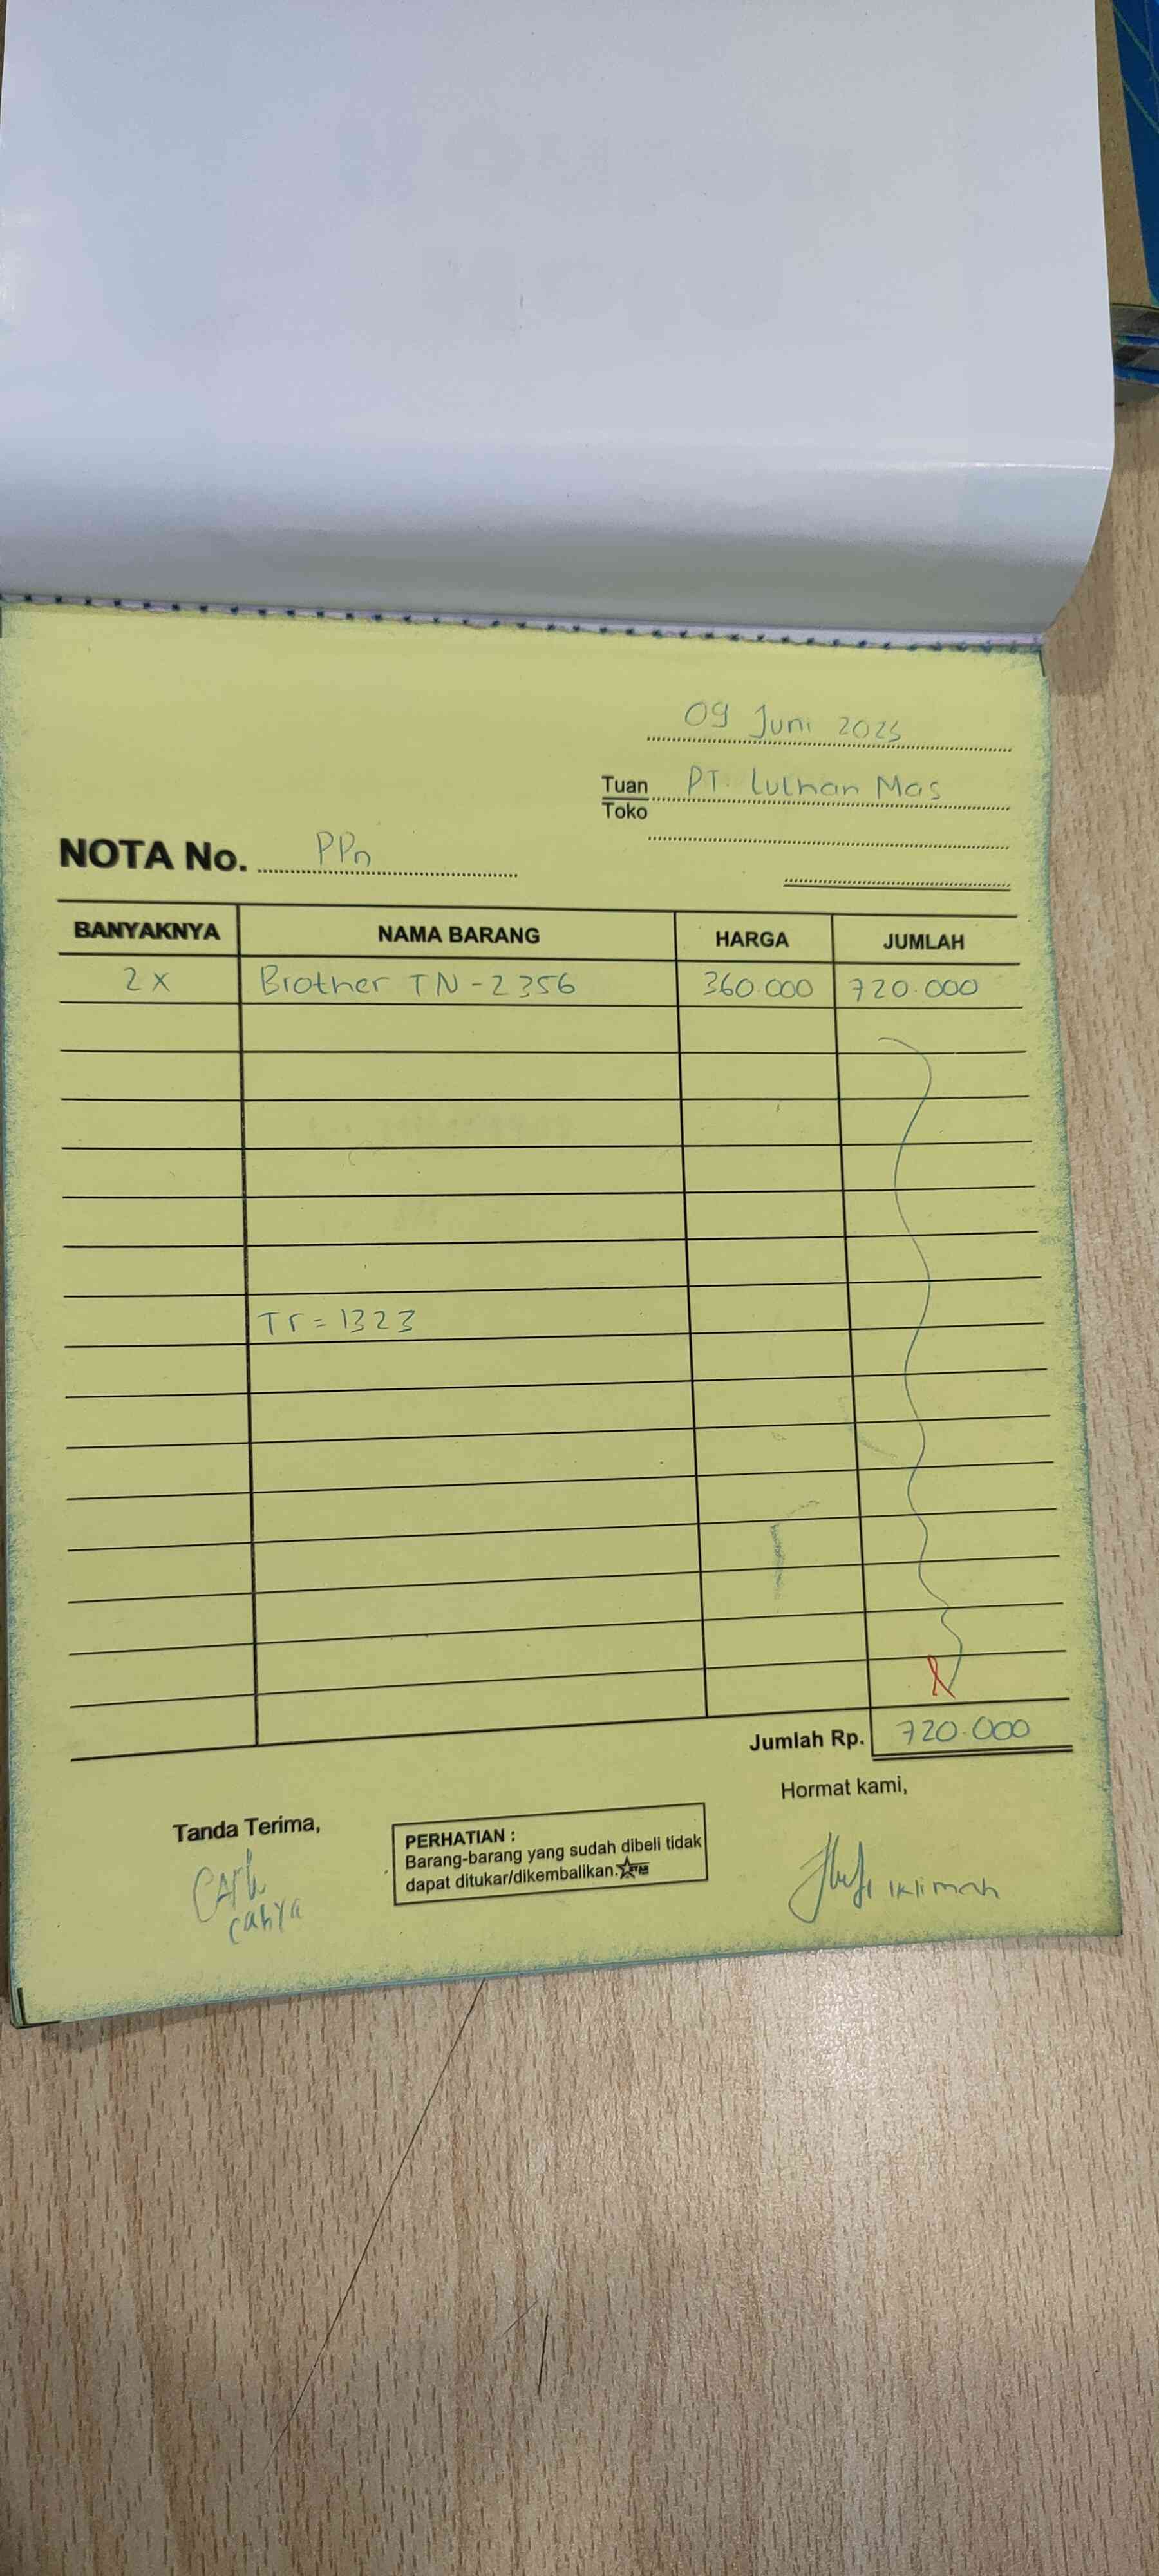 09 Juni 2025
Tuan PT. Luthan Mas
Toko
NOTA No. PPn
BANYAKNYA NAMA BARANG HARGA JUMLAH
2 x Brother TN-2356 360.000 720.000
Tr = 1323
Jumlah Rp. 720.000
Hormat kami,
Tanda Terima,
PERHATIAN :
Barang-barang yang sudah dibeli tidak
dapat ditukar/dikembalikan.
Cahya
Iklimah